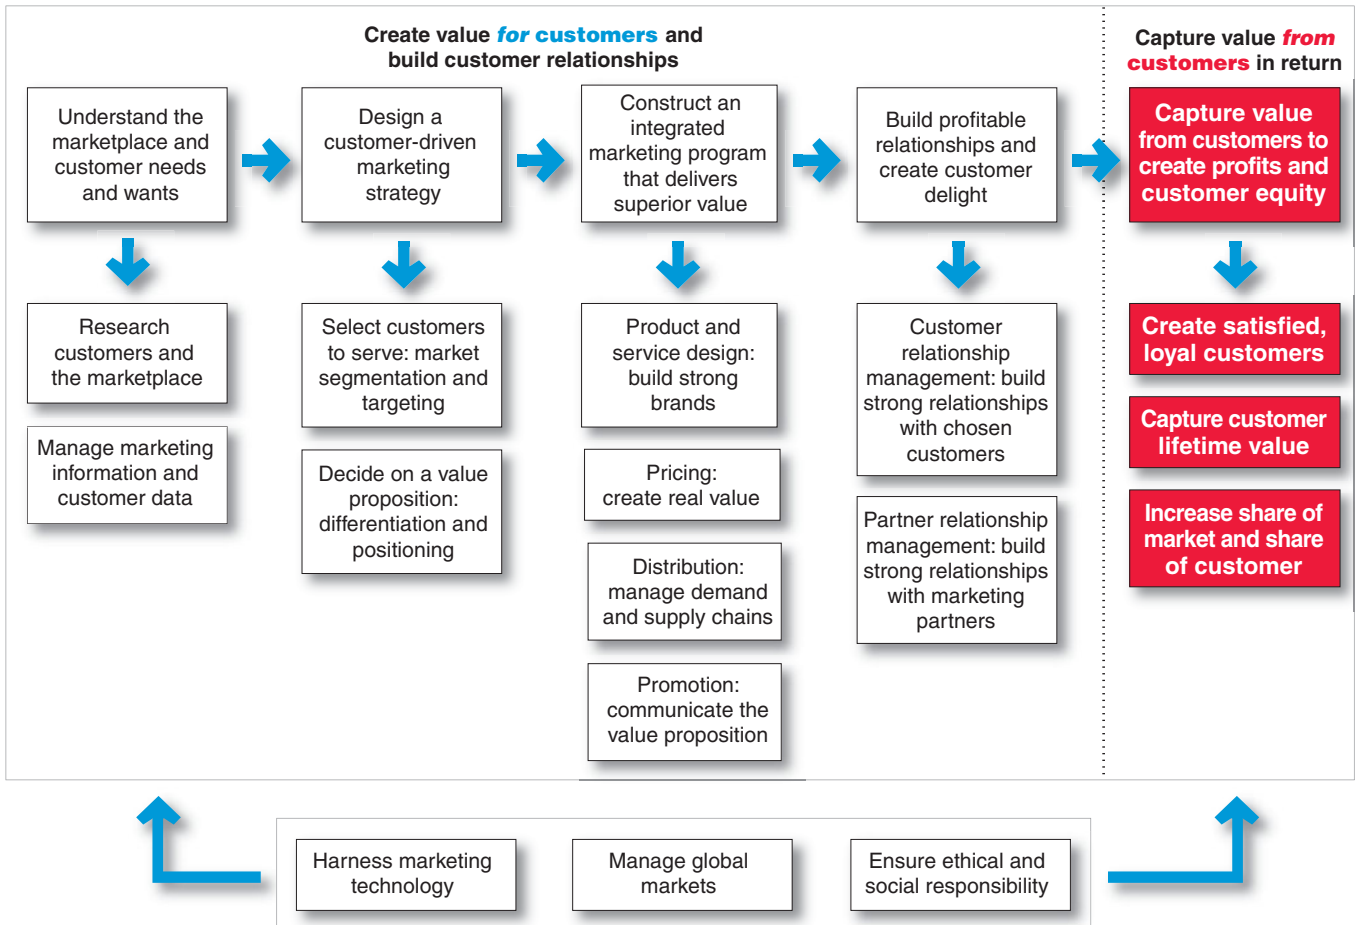 Create value for customers and
build customer relationships
Capture value from
customers in return
Understand the
marketplace and
customer needs
and wants
Design a
customer-driven
marketing
strategy
Construct an
integrated
marketing program
that delivers
superior value
Build profitable
relationships and
create customer
delight
Capture value
from customers to
create profits and
customer equity
Research
customers and
the marketplace
Manage marketing
information and
customer data
Select customers
to serve: market
segmentation and
targeting
Decide on a value
proposition:
differentiation and
positioning
Product and
service design:
build strong
brands
Pricing:
create real value
Distribution:
manage demand
and supply chains
Promotion:
communicate the
value proposition
Customer
relationship
management: build
strong relationships
with chosen
customers
Partner relationship
management: build
strong relationships
with marketing
partners
Create satisfied,
loyal customers
Capture customer
lifetime value
Increase share of
market and share
of customer
Harness marketing
technology
Manage global
markets
Ensure ethical and
social responsibility